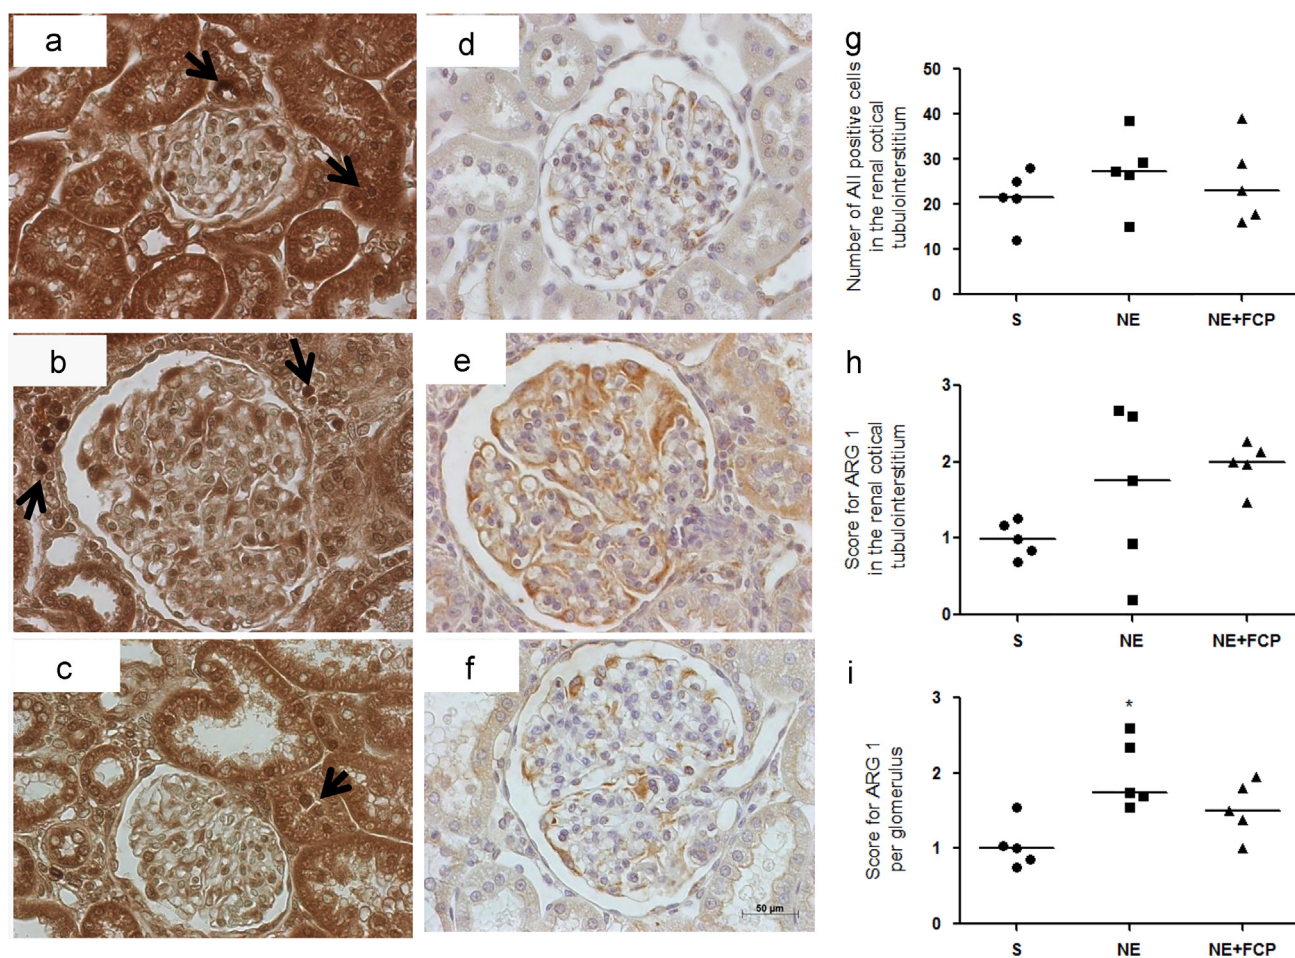 a
d
g
Number of AII positive cells
in the renal cotical
tubulointerstitium
50
40
30
20
10
0
S NE NE+FCP
b
e
h
Score for ARG 1
in the renal cotical
tubulointerstitium
3
2
1
0
S NE NE+FCP
c
f
50 µm
i
Score for ARG 1
per glomerulus
3
2
1
0
*
S NE NE+FCP